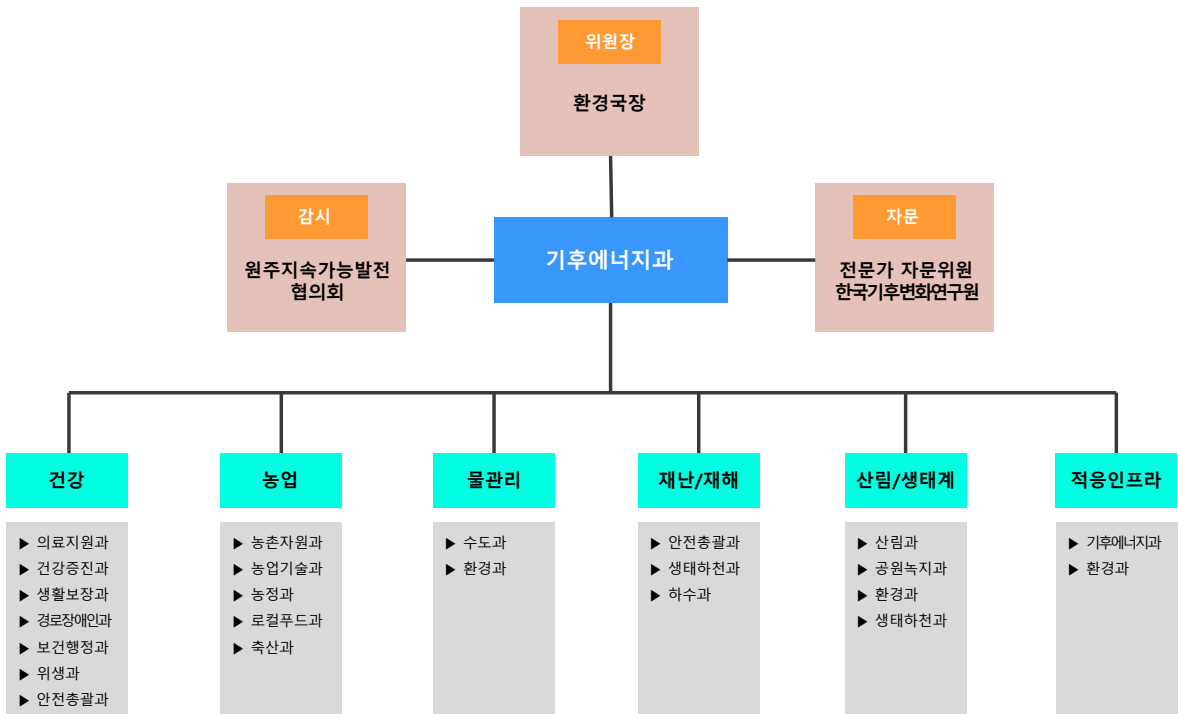 위원장
환경국장
감시
원주지속가능발전
협의회
기후에너지과
자문
전문가 자문위원
한국기후변화연구원
건강
▶ 의료지원과
▶ 건강증진과
▶ 생활보장과
▶ 경로장애인과
▶ 보건행정과
▶ 위생과
▶ 안전총괄과
농업
▶ 농촌자원과
▶ 농업기술과
▶ 농정과
▶ 로컬푸드과
▶ 축산과
물관리
▶ 수도과
▶ 환경과
재난/재해
▶ 안전총괄과
▶ 생태하천과
▶ 하수과
산림/생태계
▶ 산림과
▶ 공원녹지과
▶ 환경과
▶ 생태하천과
적응인프라
▶ 기후에너지과
▶ 환경과